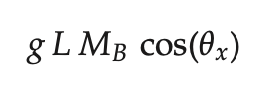 g L M_B cos(θ_x)